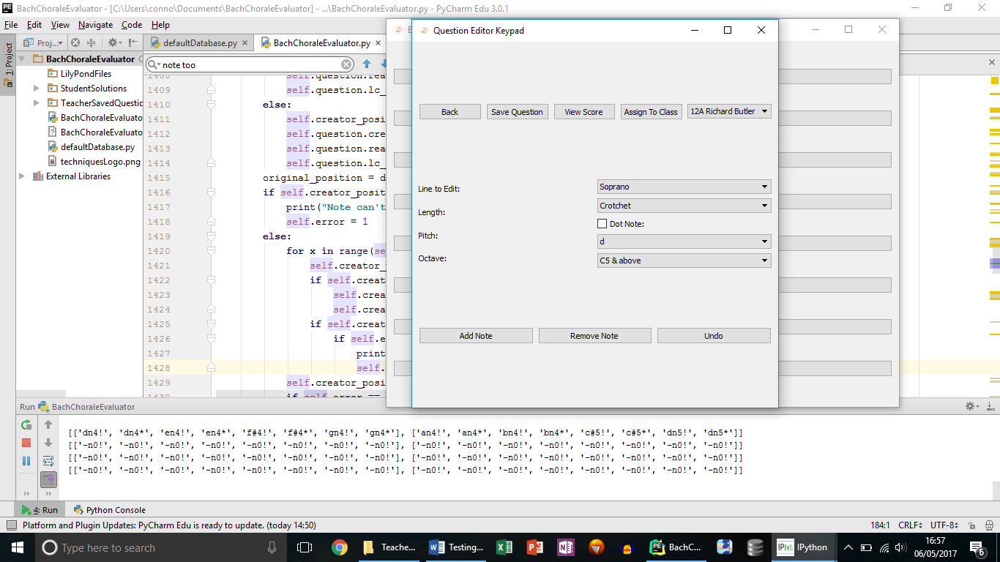 BachChoraleEvaluator - [C:\Users\conno\Documents\BachChoraleEvaluator] - ...\BachChoraleEvaluator.py - PyCharm Edu 3.0.1
File Edit View Navigate Code Help
Proj...
defaultDatabase.py
BachChoraleEvaluator.py
1: Project
BachChoraleEvaluator
LilyPondFiles
StudentSolutions
TeacherSavedQuestio
BachChoraleEvaluato
BachChoraleEvaluato
defaultDatabase.py
techniquesLogo.png
External Libraries
note too
1408 self.question.rea
1409 self.question.lc_
1410 else:
1411 self.creator_posi
1412 self.question.cre
1413 self.question.rea
1414 self.question.lc_
1415 original_position = d
1416 if self.creator_posit
1417 print("Note can't
1418 self.error = 1
1419 else:
1420 for x in range(se
1421 self.creator_
1422 if self.creat
1423 self.crea
1424 self.crea
1425 if self.creat
1426 if self.e
1427 print
1428 self.
1429 self.creator_posi
1430 if self.error ==
Question Editor Keypad
Back
Save Question
View Score
Assign To Class
12A Richard Butler
Line to Edit:
Soprano
Length:
Crotchet
Dot Note:
Pitch:
d
Octave:
C5 & above
Add Note
Remove Note
Undo
Run BachChoraleEvaluator
[['dn4!', 'dn4*', 'en4!', 'en4*', 'f#4!', 'f#4*', 'gn4!', 'gn4*'], ['an4!', 'an4*', 'bn4!', 'bn4*', 'c#5!', 'c#5*', 'dn5!', 'dn5*']]
[['-n0!', '-n0!', '-n0!', '-n0!', '-n0!', '-n0!', '-n0!', '-n0!'], ['-n0!', '-n0!', '-n0!', '-n0!', '-n0!', '-n0!', '-n0!', '-n0!']]
[['-n0!', '-n0!', '-n0!', '-n0!', '-n0!', '-n0!', '-n0!', '-n0!'], ['-n0!', '-n0!', '-n0!', '-n0!', '-n0!', '-n0!', '-n0!', '-n0!']]
[['-n0!', '-n0!', '-n0!', '-n0!', '-n0!', '-n0!', '-n0!', '-n0!'], ['-n0!', '-n0!', '-n0!', '-n0!', '-n0!', '-n0!', '-n0!', '-n0!']]
4: Run
Python Console
Platform and Plugin Updates: PyCharm Edu is ready to update. (today 14:50)
184:1 CRLF UTF-8
Type here to search
Teache...
Testing...
BachC...
IPython
16:57
06/05/2017
6